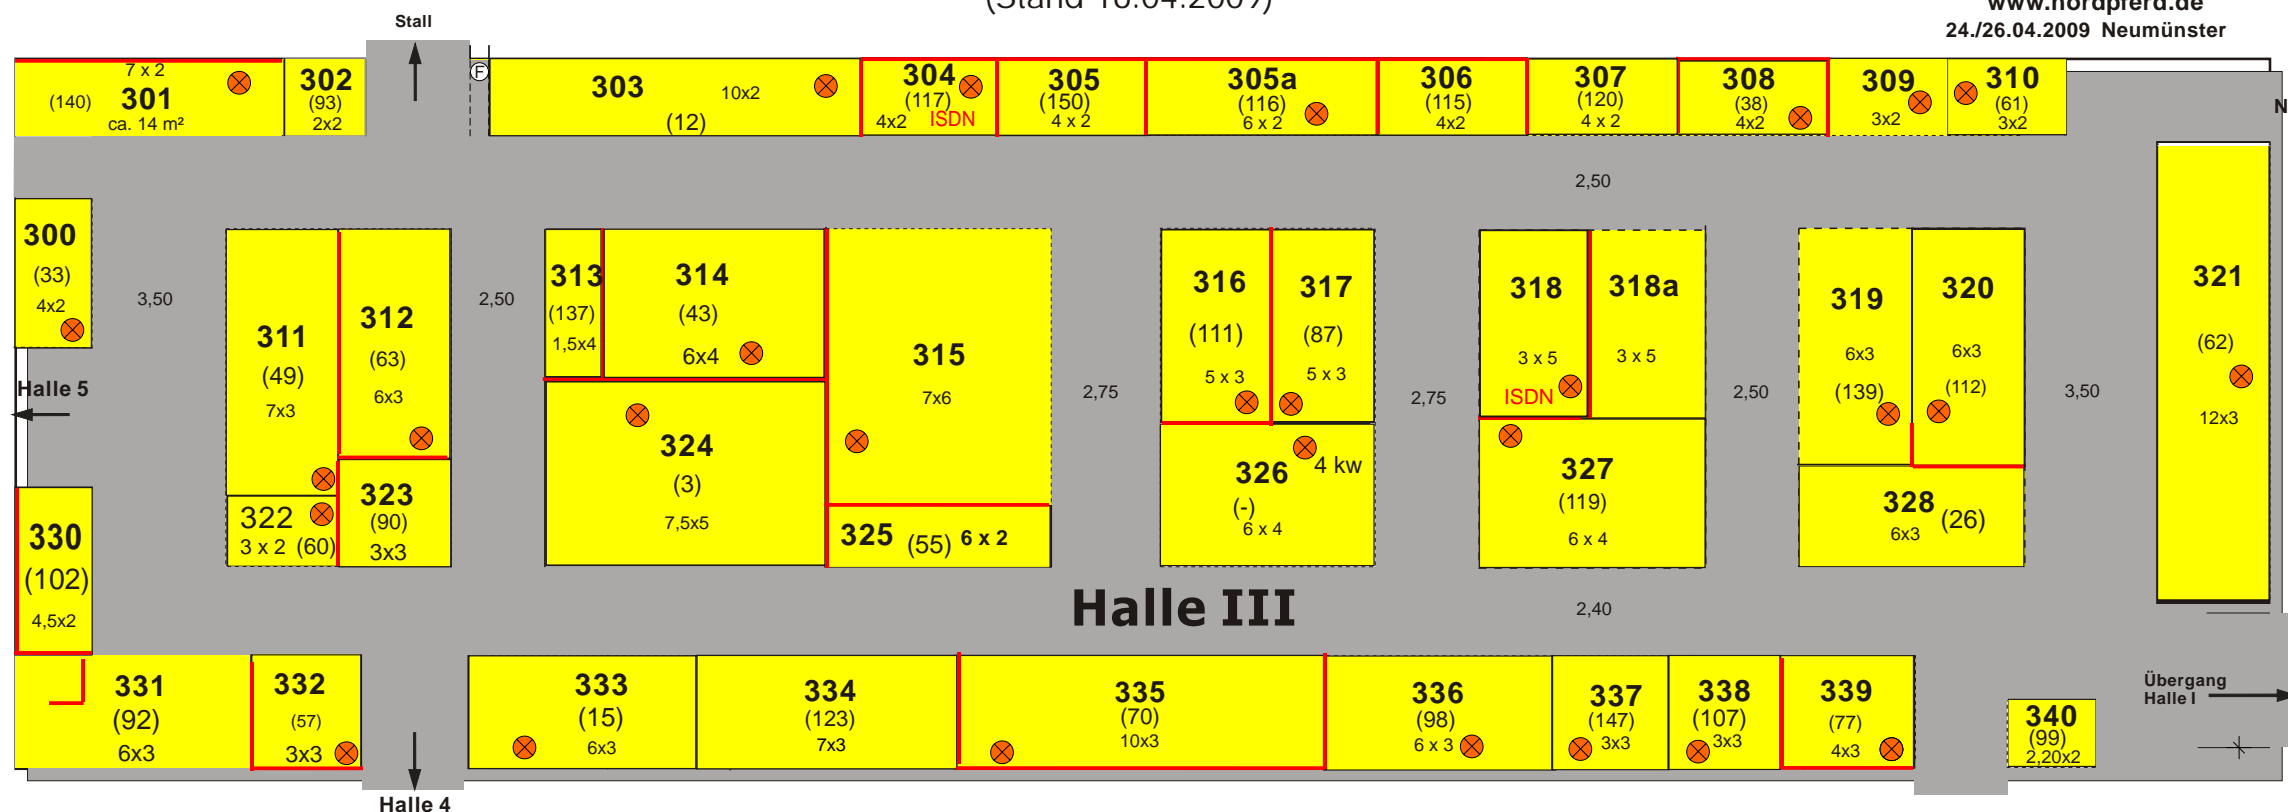 (Stand 16.04.2009)
www.nordpferd.de
24./26.04.2009 Neumünster
Stall
7 x 2
(140) 301
ca. 14 m²
302
(93)
2x2
F
303
10x2
(12)
304
(117)
4x2 ISDN
305
(150)
4 x 2
305a
(116)
6 x 2
306
(115)
4x2
307
(120)
4 x 2
308
(38)
4x2
309
3x2
310
(61)
3x2
N
2,50
300
(33)
4x2
3,50
311
(49)
7x3
312
(63)
6x3
2,50
313
(137)
1,5x4
314
(43)
6x4
315
7x6
2,75
316
(111)
5 x 3
317
(87)
5 x 3
2,75
318
3 x 5
ISDN
318a
3 x 5
2,50
319
6x3
(139)
320
6x3
(112)
3,50
321
(62)
12x3
Halle 5
322
3 x 2 (60)
323
(90)
3x3
324
(3)
7,5x5
325 (55) 6 x 2
326
4 kw
(-)
6 x 4
327
(119)
6 x 4
328
6x3 (26)
330
(102)
4,5x2
Halle III
2,40
331
(92)
6x3
332
(57)
3x3
333
(15)
6x3
334
(123)
7x3
335
(70)
10x3
336
(98)
6 x 3
337
(147)
3x3
338
(107)
3x3
339
(77)
4x3
340
(99)
2,20x2
Übergang
Halle I
Halle 4